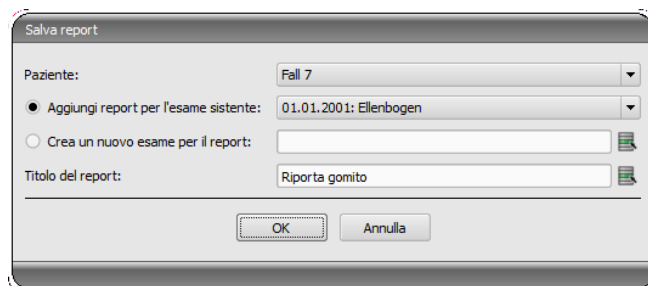 Salva report
Paziente: Fall 7
Aggiungi report per l'esame sistente: 01.01.2001: Ellenbogen
Crea un nuovo esame per il report:
Titolo del report: Riporta gomito
OK Annulla